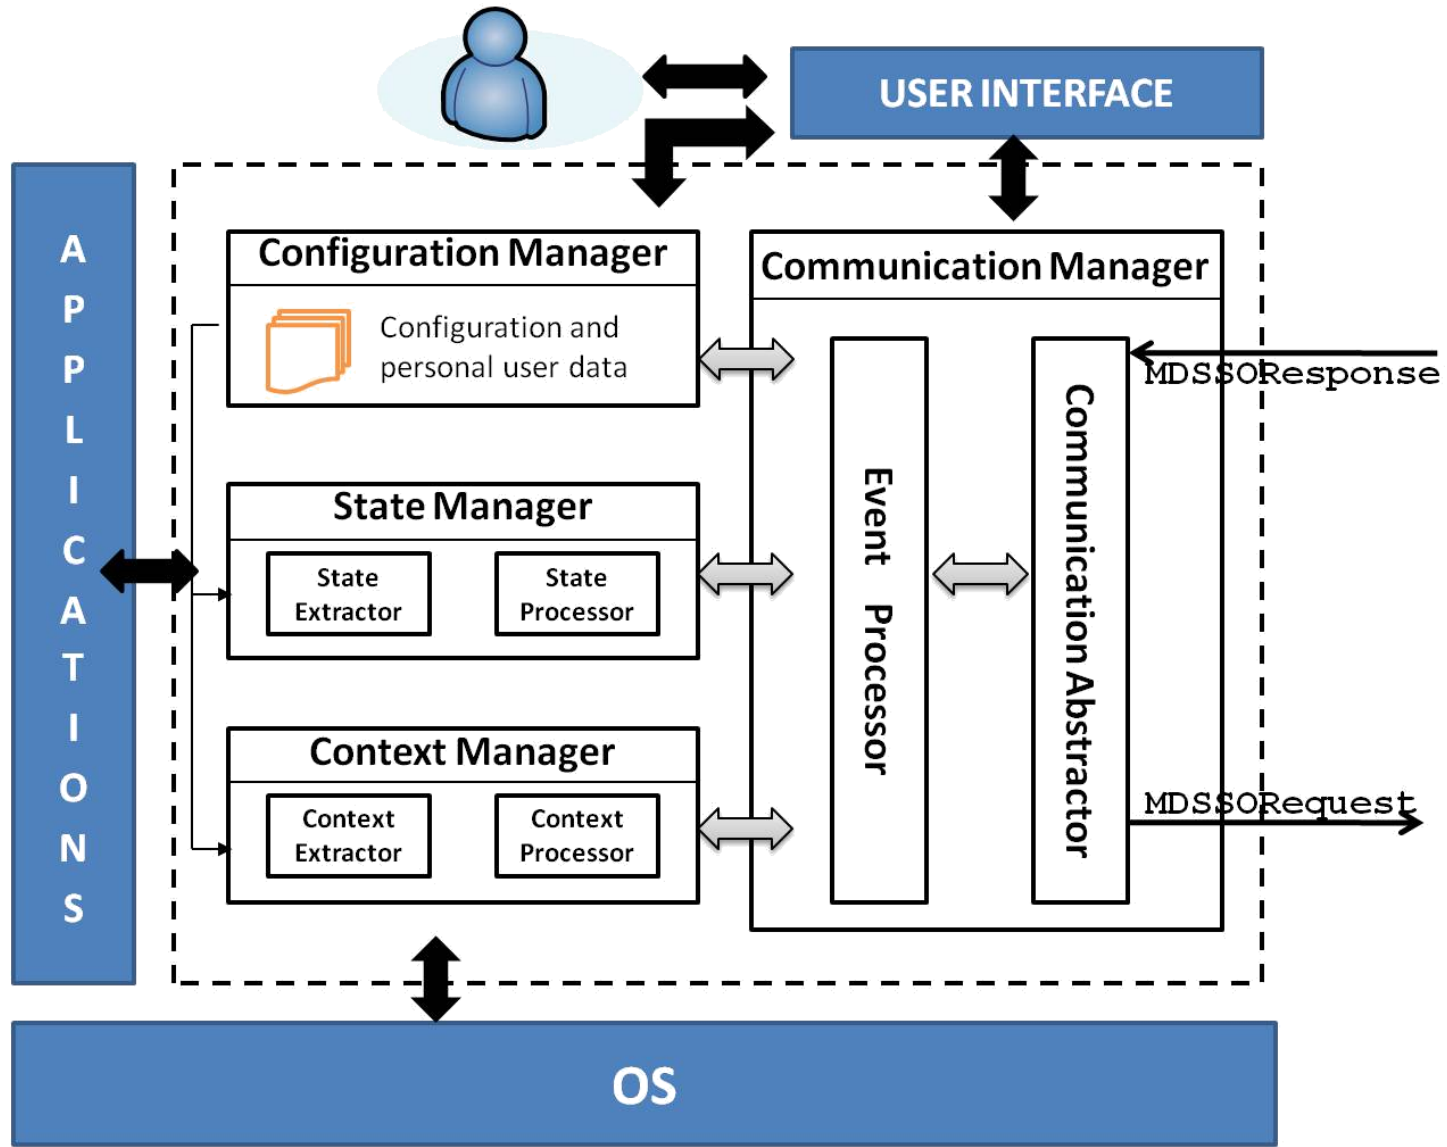 USER INTERFACE
APPLICATIONS
Configuration Manager
Configuration and
personal user data
Communication Manager
MDSSOResponse
Event Processor
Communication Abstractor
State Manager
State
Extractor
State
Processor
Context Manager
Context
Extractor
Context
Processor
MDSSORequest
OS